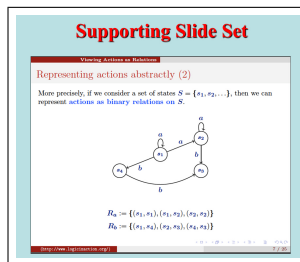 Supporting Slide Set
Viewing Actions as Relations
Representing actions abstractly (2)
More precisely, if we consider a set of states S = {s₁, s₂, ...}, then we can
represent actions as binary relations on S.
a
a
s₂
a
s₁
b
b
s₄
s₃
b
Rₐ := {(s₁, s₁), (s₁, s₂), (s₂, s₂)}
R_b := {(s₁, s₄), (s₂, s₃), (s₄, s₃)}
(http://www.logicinaction.org/)